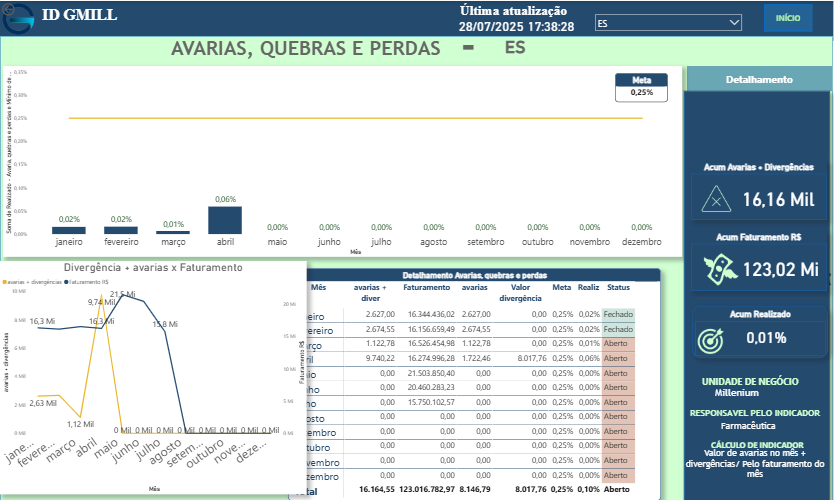 ID GMILL
Última atualização
28/07/2025 17:38:28
ES
INÍCIO
AVARIAS, QUEBRAS E PERDAS - ES
Meta
0,25%
Soma de Realizado - Avaria, quebras e perdas e Mínimo de ...
0,35%
0,30%
0,25%
0,20%
0,15%
0,10%
0,05%
0,00%
0,02% 0,02% 0,01% 0,06% 0,00% 0,00% 0,00% 0,00% 0,00% 0,00% 0,00% 0,00%
janeiro fevereiro março abril maio junho julho agosto setembro outubro novembro dezembro
Mês
Detalhamento
Acum Avarias + Divergências
16,16 Mil
Acum Faturamento R$
123,02 Mi
Acum Realizado
0,01%
UNIDADE DE NEGÓCIO
Millenium
RESPONSAVEL PELO INDICADOR
Farmacêutica
CÁLCULO DE INDICADOR
Valor de avarias no mês +
divergências/ Pelo faturamento do
mês
Divergência + avarias x Faturamento
avarias + divergências Faturamento R$
avarias + divergências
10 Mil
8 Mil
6 Mil
4 Mil
2 Mil
0 Mil
16,3 Mi
2,63 Mil
1,12 Mil
9,74 Mil
16,3 Mi
21,5 Mi
15,8 Mi
0 Mil 0 Mil 0 Mil 0 Mil 0 Mil 0 Mil 0 Mil 0 Mil
20 Mi
15 Mi
10 Mi
5 Mi
0 Mi
Faturamento R$
jane... fevere... março abril maio junho julho agosto setem... outubro nove... deze...
Mês
Detalhamento Avarias, quebras e perdas
Mês avarias + diver Faturamento avarias Valor divergência Meta Realiz Status
eiro 2.627,00 16.344.436,02 2.627,00 0,00 0,25% 0,02% Fechado
ereiro 2.674,55 16.156.659,49 2.674,55 0,00 0,25% 0,02% Fechado
rço 1.122,78 16.526.454,98 1.122,78 0,00 0,25% 0,01% Aberto
il 9.740,22 16.274.996,28 1.722,46 8.017,76 0,25% 0,06% Aberto
io 0,00 21.503.850,40 0,00 0,00 0,25% 0,00% Aberto
ho 0,00 20.460.283,23 0,00 0,00 0,25% 0,00% Aberto
ho 0,00 15.750.102,57 0,00 0,00 0,25% 0,00% Aberto
osto 0,00 0,00 0,00 0,00 0,25% 0,00% Aberto
embro 0,00 0,00 0,00 0,00 0,25% 0,00% Aberto
tubro 0,00 0,00 0,00 0,00 0,25% 0,00% Aberto
vembro 0,00 0,00 0,00 0,00 0,25% 0,00% Aberto
zembro 0,00 0,00 0,00 0,00 0,25% 0,00% Aberto
tal 16.164,55 123.016.782,97 8.146,79 8.017,76 0,25% 0,10% Aberto